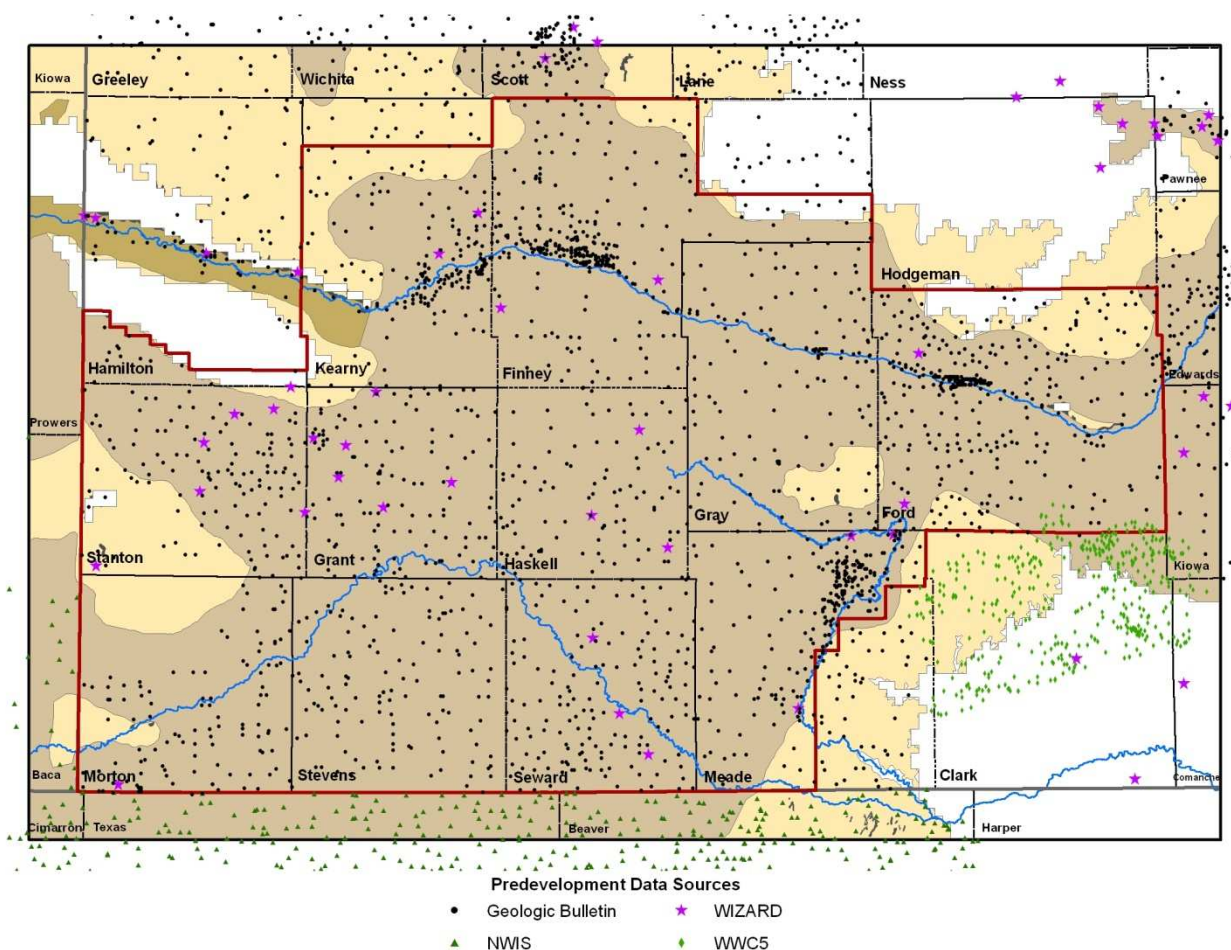 Kiowa
Greeley
Wichita
Scott
Lane
Ness
Pawnee
Hodgeman
Hamilton
Kearny
Finney
Edwards
Prowers
Gray
Ford
Stanton
Grant
Haskell
Kiowa
Baca
Morton
Stevens
Seward
Meade
Clark
Comanche
Cimarron
Texas
Beaver
Harper
Predevelopment Data Sources
Geologic Bulletin
WIZARD
NWIS
WWC5